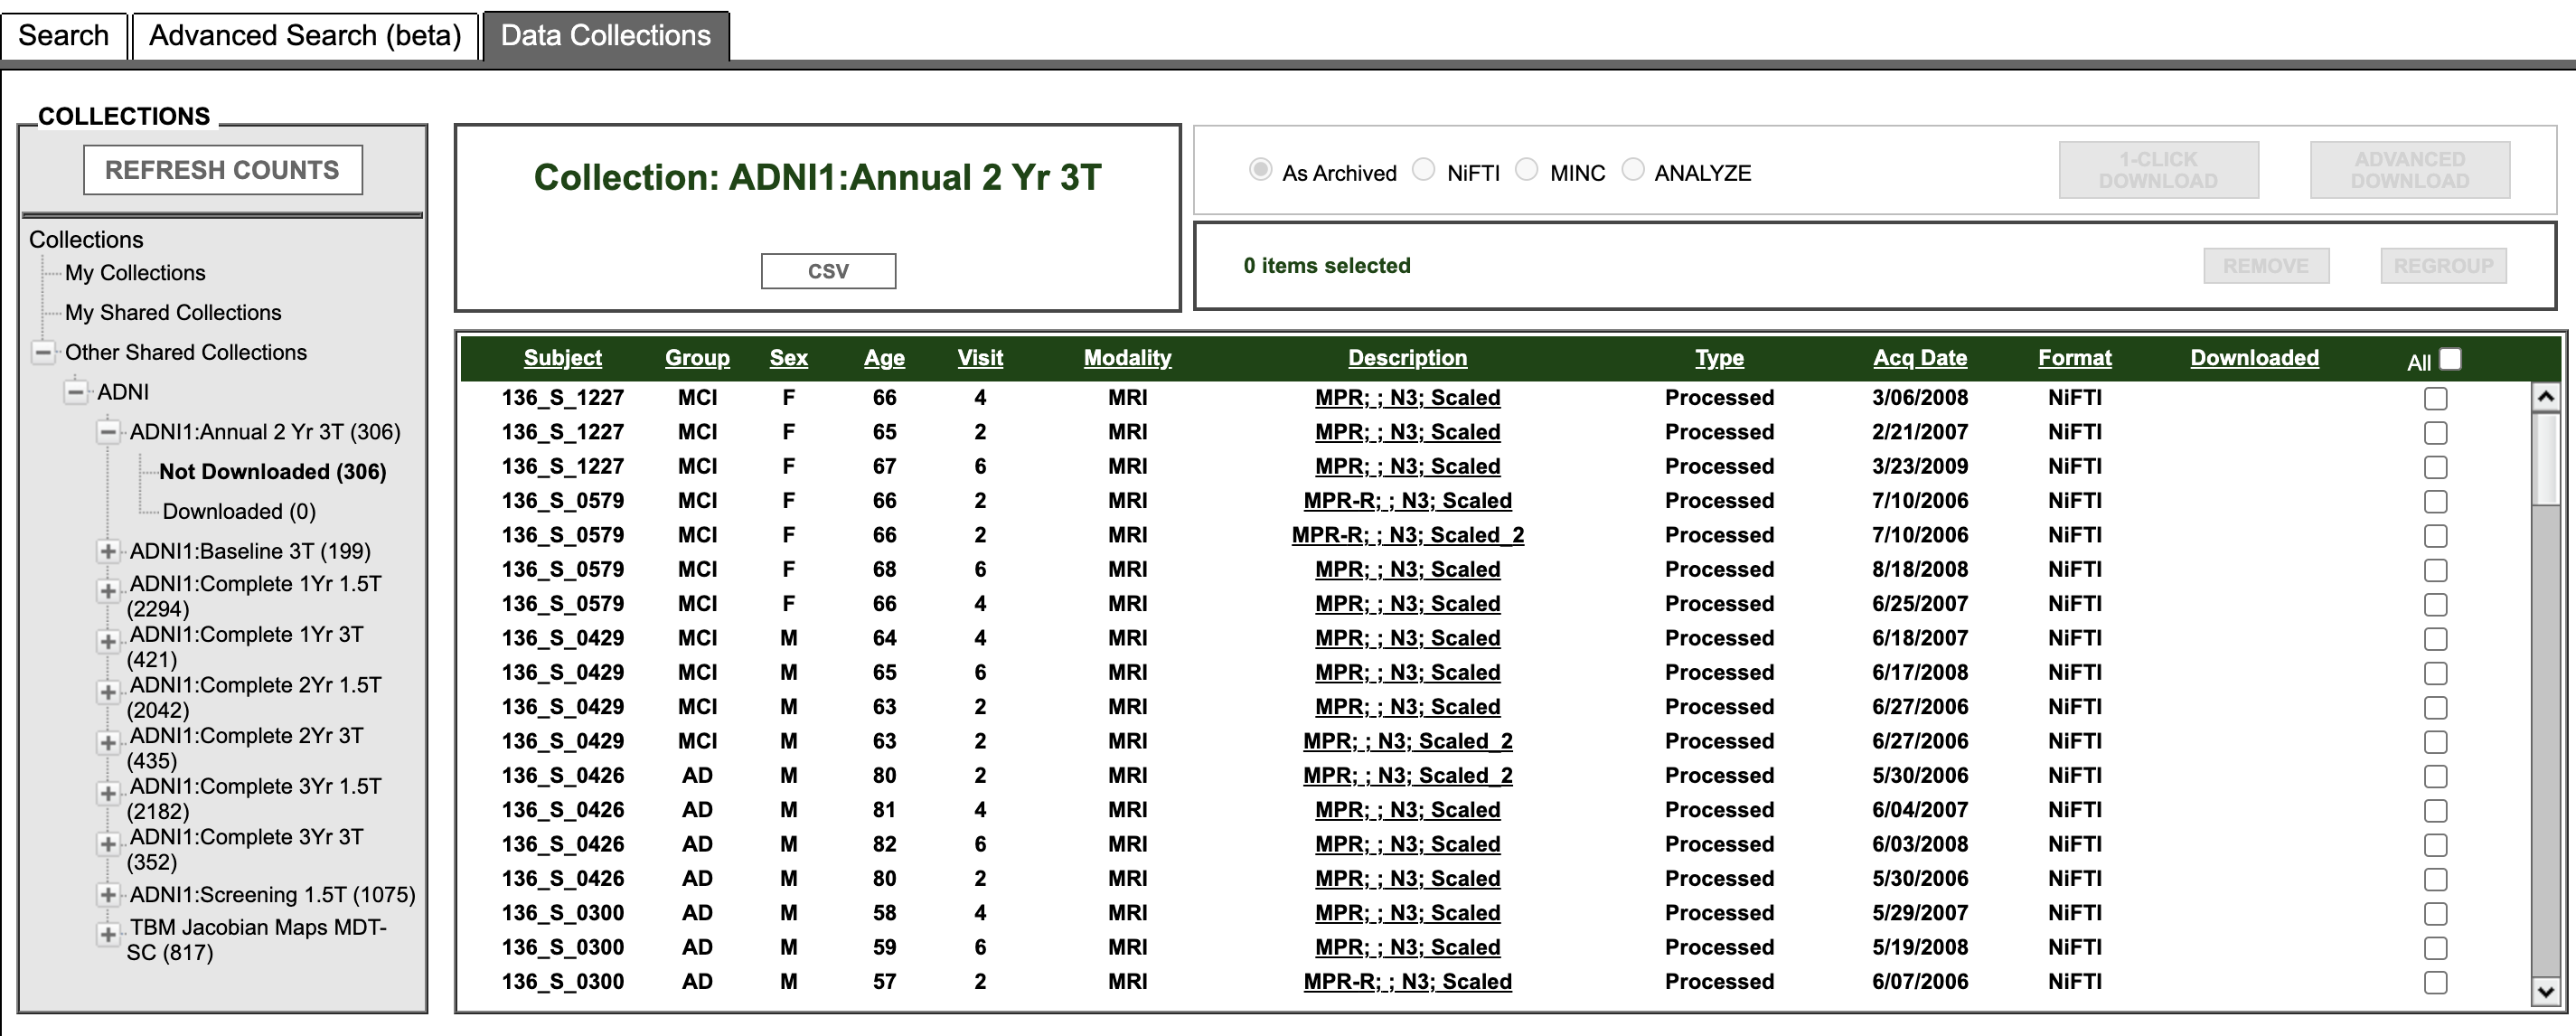 Search Advanced Search (beta) Data Collections
COLLECTIONS
REFRESH COUNTS
Collections
My Collections
My Shared Collections
Other Shared Collections
ADNI
ADNI1:Annual 2 Yr 3T (306)
Not Downloaded (306)
Downloaded (0)
ADNI1:Baseline 3T (199)
ADNI1:Complete 1Yr 1.5T
(2294)
ADNI1:Complete 1Yr 3T
(421)
ADNI1:Complete 2Yr 1.5T
(2042)
ADNI1:Complete 2Yr 3T
(435)
ADNI1:Complete 3Yr 1.5T
(2182)
ADNI1:Complete 3Yr 3T
(352)
ADNI1:Screening 1.5T (1075)
TBM Jacobian Maps MDT-
SC (817)
Collection: ADNI1:Annual 2 Yr 3T
CSV
As Archived NiFTI MINC ANALYZE
1-CLICK
DOWNLOAD
ADVANCED
DOWNLOAD
0 items selected
REMOVE REGROUP
Subject Group Sex Age Visit Modality Description Type Acq Date Format Downloaded All
136_S_1227 MCI F 66 4 MRI MPR; ; N3; Scaled Processed 3/06/2008 NiFTI
136_S_1227 MCI F 65 2 MRI MPR; ; N3; Scaled Processed 2/21/2007 NiFTI
136_S_1227 MCI F 67 6 MRI MPR; ; N3; Scaled Processed 3/23/2009 NiFTI
136_S_0579 MCI F 66 2 MRI MPR-R; ; N3; Scaled Processed 7/10/2006 NiFTI
136_S_0579 MCI F 66 2 MRI MPR-R; ; N3; Scaled_2 Processed 7/10/2006 NiFTI
136_S_0579 MCI F 68 6 MRI MPR; ; N3; Scaled Processed 8/18/2008 NiFTI
136_S_0579 MCI F 66 4 MRI MPR; ; N3; Scaled Processed 6/25/2007 NiFTI
136_S_0429 MCI M 64 4 MRI MPR; ; N3; Scaled Processed 6/18/2007 NiFTI
136_S_0429 MCI M 65 6 MRI MPR; ; N3; Scaled Processed 6/17/2008 NiFTI
136_S_0429 MCI M 63 2 MRI MPR; ; N3; Scaled Processed 6/27/2006 NiFTI
136_S_0429 MCI M 63 2 MRI MPR; ; N3; Scaled_2 Processed 6/27/2006 NiFTI
136_S_0426 AD M 80 2 MRI MPR; ; N3; Scaled_2 Processed 5/30/2006 NiFTI
136_S_0426 AD M 81 4 MRI MPR; ; N3; Scaled Processed 6/04/2007 NiFTI
136_S_0426 AD M 82 6 MRI MPR; ; N3; Scaled Processed 6/03/2008 NiFTI
136_S_0426 AD M 80 2 MRI MPR; ; N3; Scaled Processed 5/30/2006 NiFTI
136_S_0300 AD M 58 4 MRI MPR; ; N3; Scaled Processed 5/29/2007 NiFTI
136_S_0300 AD M 59 6 MRI MPR; ; N3; Scaled Processed 5/19/2008 NiFTI
136_S_0300 AD M 57 2 MRI MPR-R; ; N3; Scaled Processed 6/07/2006 NiFTI